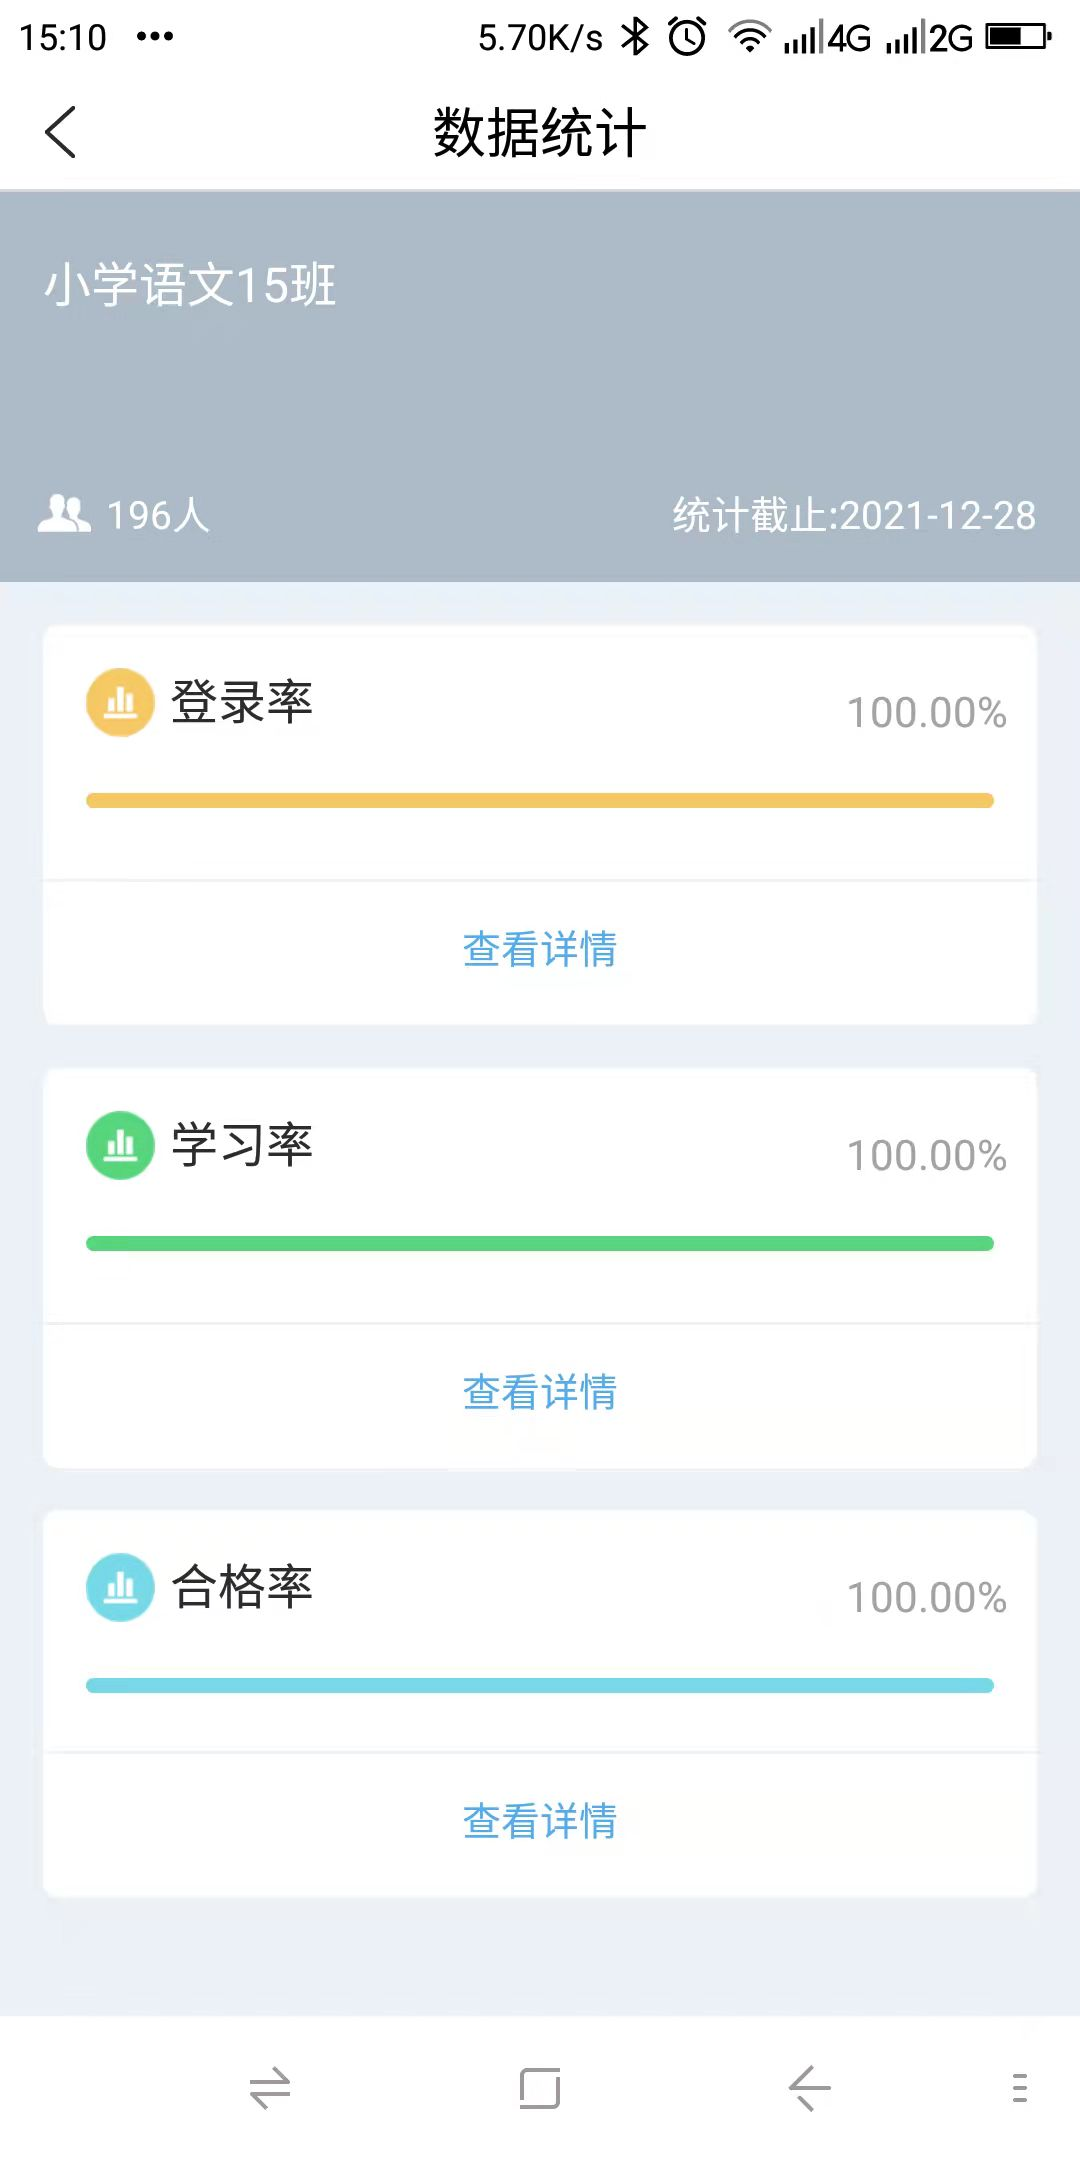 15:10 ••• 5.70K/s 4G 2G
数据统计
小学语文15班
196人 统计截止:2021-12-28
登录率 100.00%
查看详情
学习率 100.00%
查看详情
合格率 100.00%
查看详情